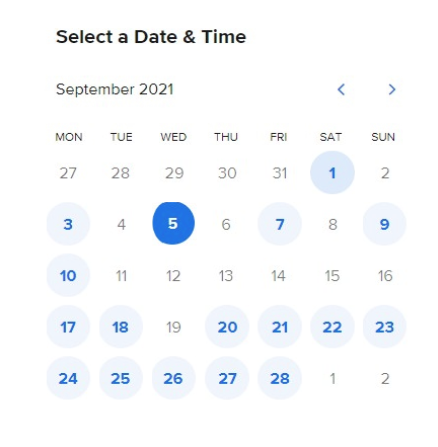 Select a Date & Time
September 2021
MON TUE WED THU FRI SAT SUN
27 28 29 30 31 1 2
3 4 5 6 7 8 9
10 11 12 13 14 15 16
17 18 19 20 21 22 23
24 25 26 27 28 1 2